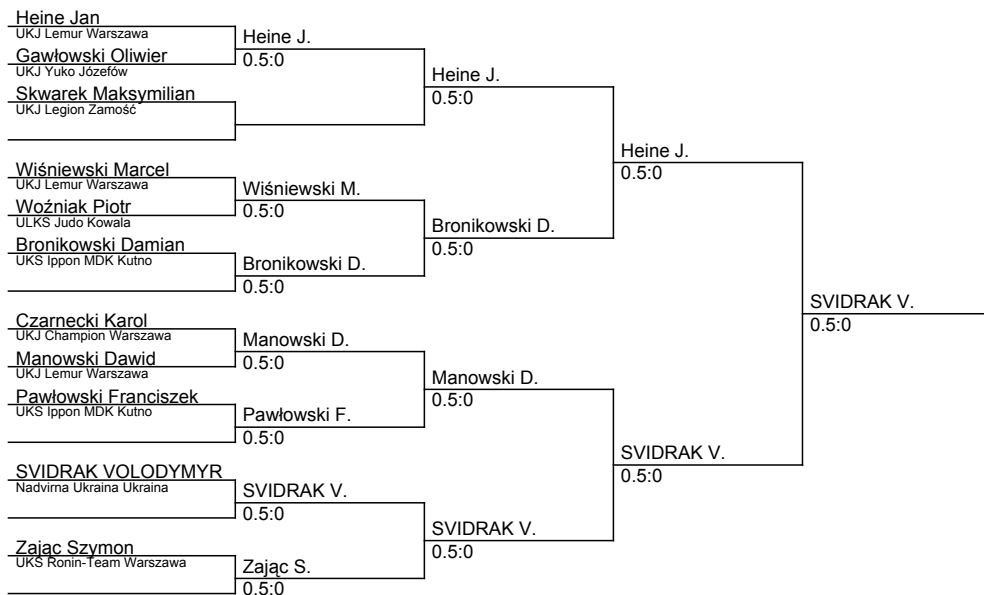 Heine Jan
UKJ Lemur Warszawa
Gawłowski Oliwier
UKJ Yuko Józefów
Skwarek Maksymilian
UKJ Legion Zamość
Wiśniewski Marcel
UKJ Lemur Warszawa
Woźniak Piotr
ULKS Judo Kowala
Bronikowski Damian
UKS Ippon MDK Kutno
Czarnecki Karol
UKJ Champion Warszawa
Manowski Dawid
UKJ Lemur Warszawa
Pawłowski Franciszek
UKS Ippon MDK Kutno
SVIDRAK VOLODYMYR
Nadvirna Ukraina Ukraina
Zając Szymon
UKS Ronin-Team Warszawa
Heine J.
0.5:0
Wiśniewski M.
0.5:0
Bronikowski D.
0.5:0
Manowski D.
0.5:0
Pawłowski F.
0.5:0
SVIDRAK V.
0.5:0
Zając S.
0.5:0
Heine J.
0.5:0
Bronikowski D.
0.5:0
Manowski D.
0.5:0
SVIDRAK V.
0.5:0
Heine J.
0.5:0
SVIDRAK V.
0.5:0
SVIDRAK V.
0.5:0